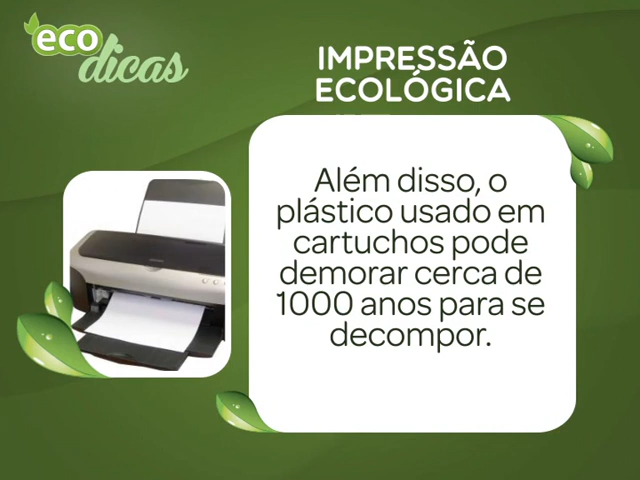 eco
dicas
IMPRESSÃO
ECOLÓGICA
Além disso, o
plástico usado em
cartuchos pode
demorar cerca de
1000 anos para se
decompor.